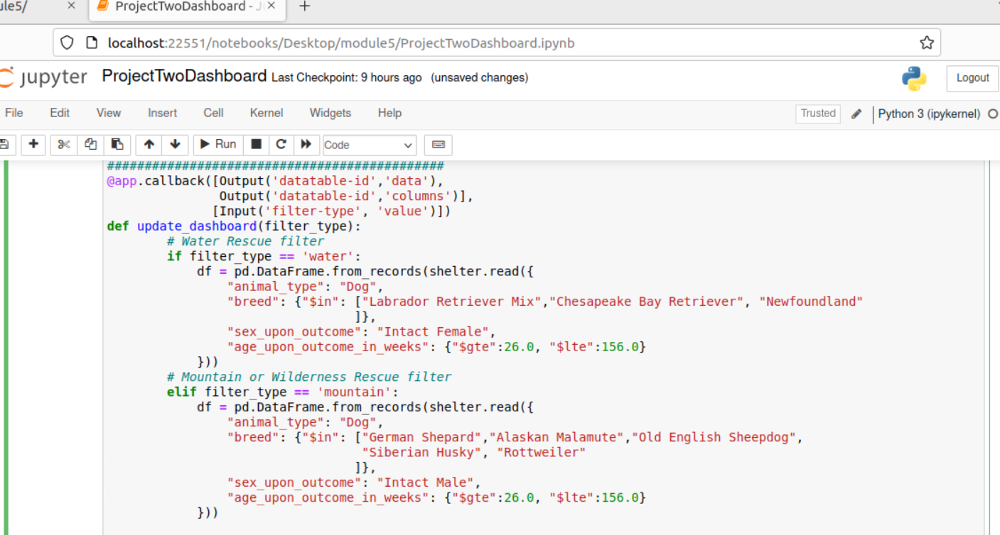 ule5/ × ProjectTwoDashboard - J × +
localhost:22551/notebooks/Desktop/module5/ProjectTwoDashboard.ipynb
jupyter ProjectTwoDashboard Last Checkpoint: 9 hours ago (unsaved changes) Logout
File Edit View Insert Cell Kernel Widgets Help Trusted Python 3 (ipykernel)
Run Code
#############################################
@app.callback([Output('datatable-id','data'),
               Output('datatable-id','columns')],
              [Input('filter-type', 'value')])
def update_dashboard(filter_type):
        # Water Rescue filter
        if filter_type == 'water':
            df = pd.DataFrame.from_records(shelter.read({
                "animal_type": "Dog",
                "breed": {"$in": ["Labrador Retriever Mix","Chesapeake Bay Retriever", "Newfoundland"
                                 ]},
                "sex_upon_outcome": "Intact Female",
                "age_upon_outcome_in_weeks": {"$gte":26.0, "$lte":156.0}
            }))
        # Mountain or Wilderness Rescue filter
        elif filter_type == 'mountain':
            df = pd.DataFrame.from_records(shelter.read({
                "animal_type": "Dog",
                "breed": {"$in": ["German Shepard","Alaskan Malamute","Old English Sheepdog",
                                  "Siberian Husky", "Rottweiler"
                                 ]},
                "sex_upon_outcome": "Intact Male",
                "age_upon_outcome_in_weeks": {"$gte":26.0, "$lte":156.0}
            }))